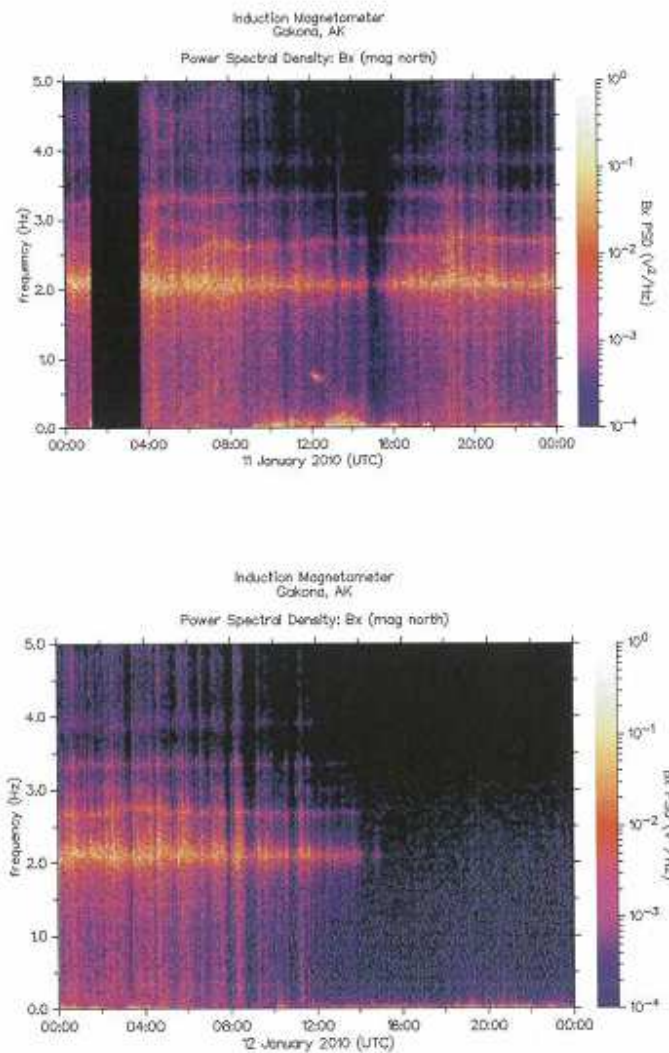 Induction Magnetometer
Gakona, AK
Power Spectral Density: Bx (mag north)
5.0
4.0
3.0
2.0
1.0
0.0
frequency (Hz)
00:00 04:00 08:00 12:00 16:00 20:00 00:00
11 January 2010 (UTC)
10⁰
10⁻¹
10⁻²
10⁻³
10⁻⁴
Bx PSD (V²/Hz)
Induction Magnetometer
Gakona, AK
Power Spectral Density: Bx (mag north)
5.0
4.0
3.0
2.0
1.0
0.0
frequency (Hz)
00:00 04:00 08:00 12:00 16:00 20:00 00:00
12 January 2010 (UTC)
10⁰
10⁻¹
10⁻²
10⁻³
10⁻⁴